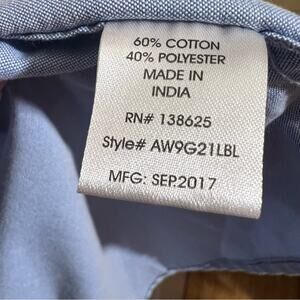 60% COTTON
40% POLYESTER
MADE IN
INDIA
RN# 138625
Style# AW9G21LBL
MFG: SEP.2017